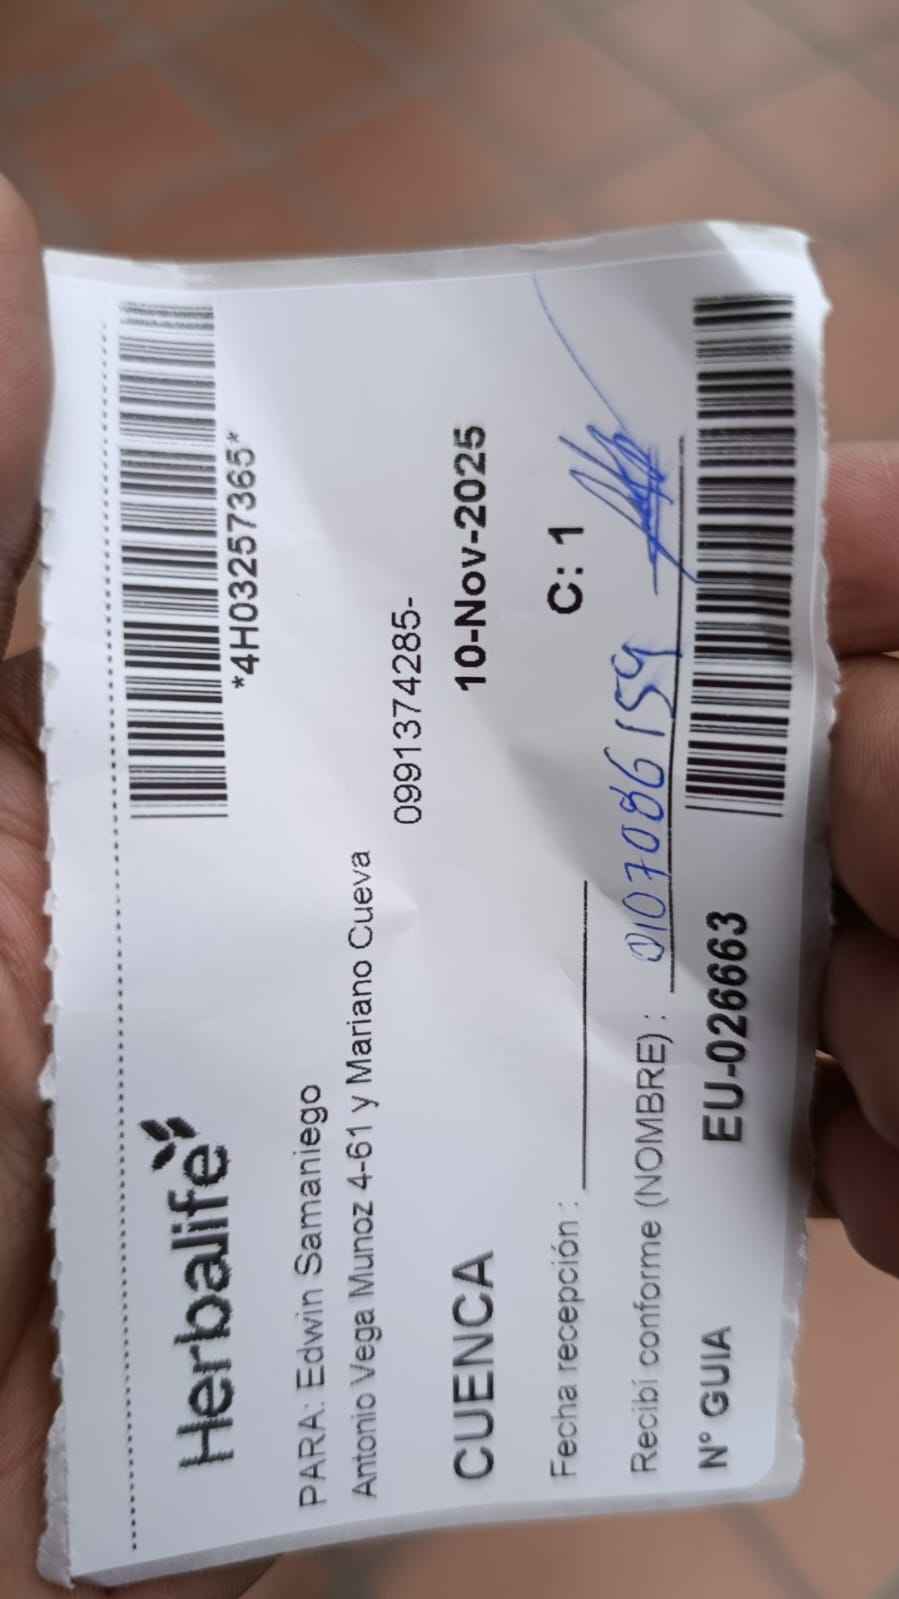 Herbalife
*4H03257365*
PARA: Edwin Samaniego
Antonio Vega Munoz 4-61 y Mariano Cueva
0991374285-
CUENCA 10-Nov-2025
Fecha recepción : C: 1
Recibí conforme (NOMBRE) : 0107086159
N° GUIA EU-026663